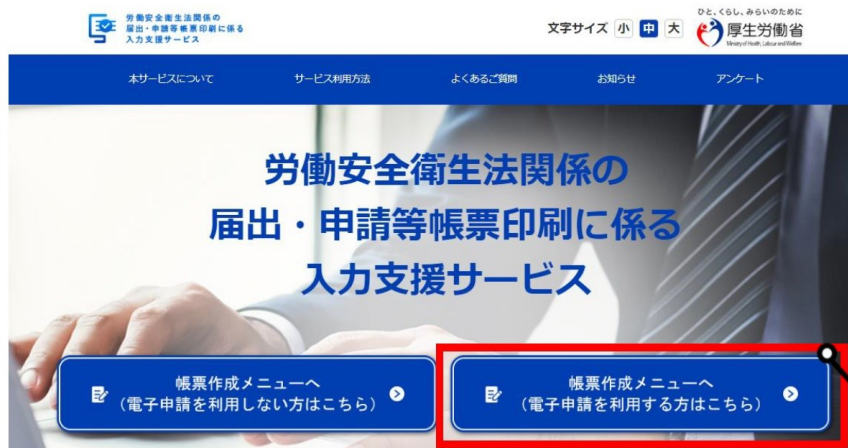 労働安全衛生法関係の
届出・申請等帳票印刷に係る
入力支援サービス
文字サイズ 小 中 大
ひと、くらし、みらいのために
厚生労働省
Ministry of Health, Labour and Welfare
本サービスについて サービス利用方法 よくあるご質問 お知らせ アンケート
労働安全衛生法関係の
届出・申請等帳票印刷に係る
入力支援サービス
帳票作成メニューへ
（電子申請を利用しない方はこちら）
帳票作成メニューへ
（電子申請を利用する方はこちら）